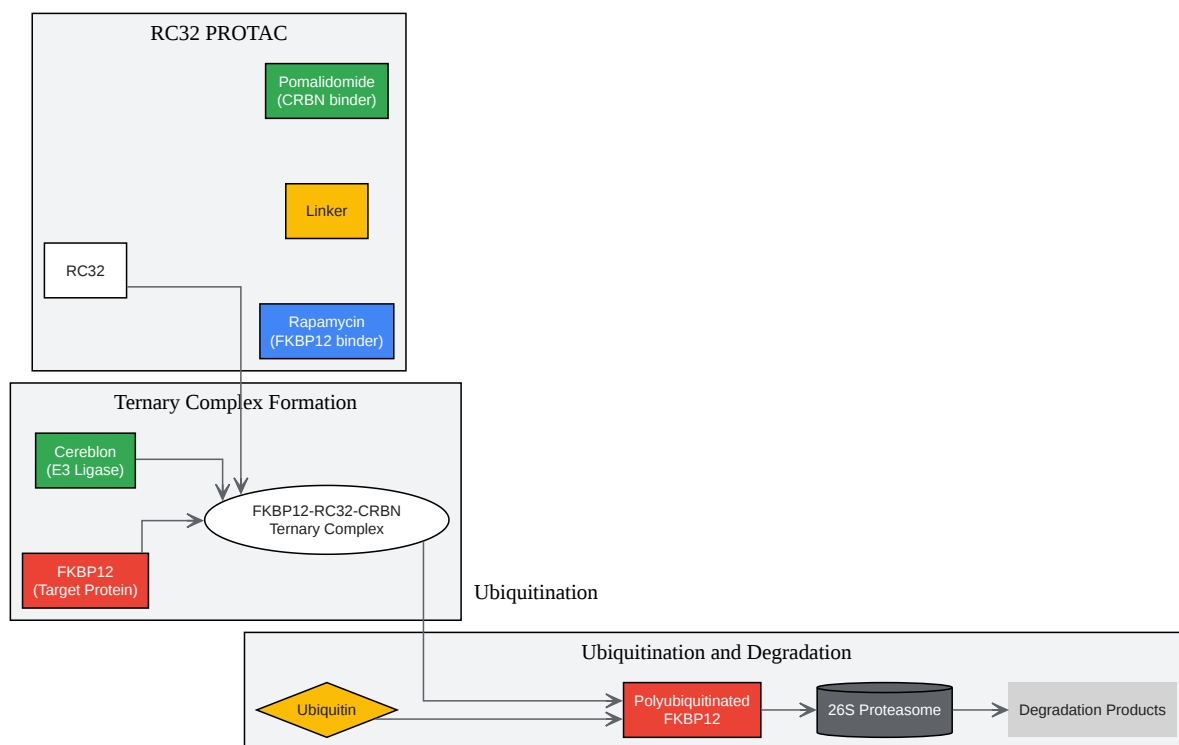 RC32 PROTAC
Pomalidomide
(CRBN binder)
Linker
RC32
Rapamycin
(FKBP12 binder)
Ternary Complex Formation
Cereblon
(E3 Ligase)
FKBP12-RC32-CRBN
Ternary Complex
FKBP12
(Target Protein)
Ubiquitination
Ubiquitination and Degradation
Ubiquitin
Polyubiquitinated
FKBP12
26S Proteasome
Degradation Products